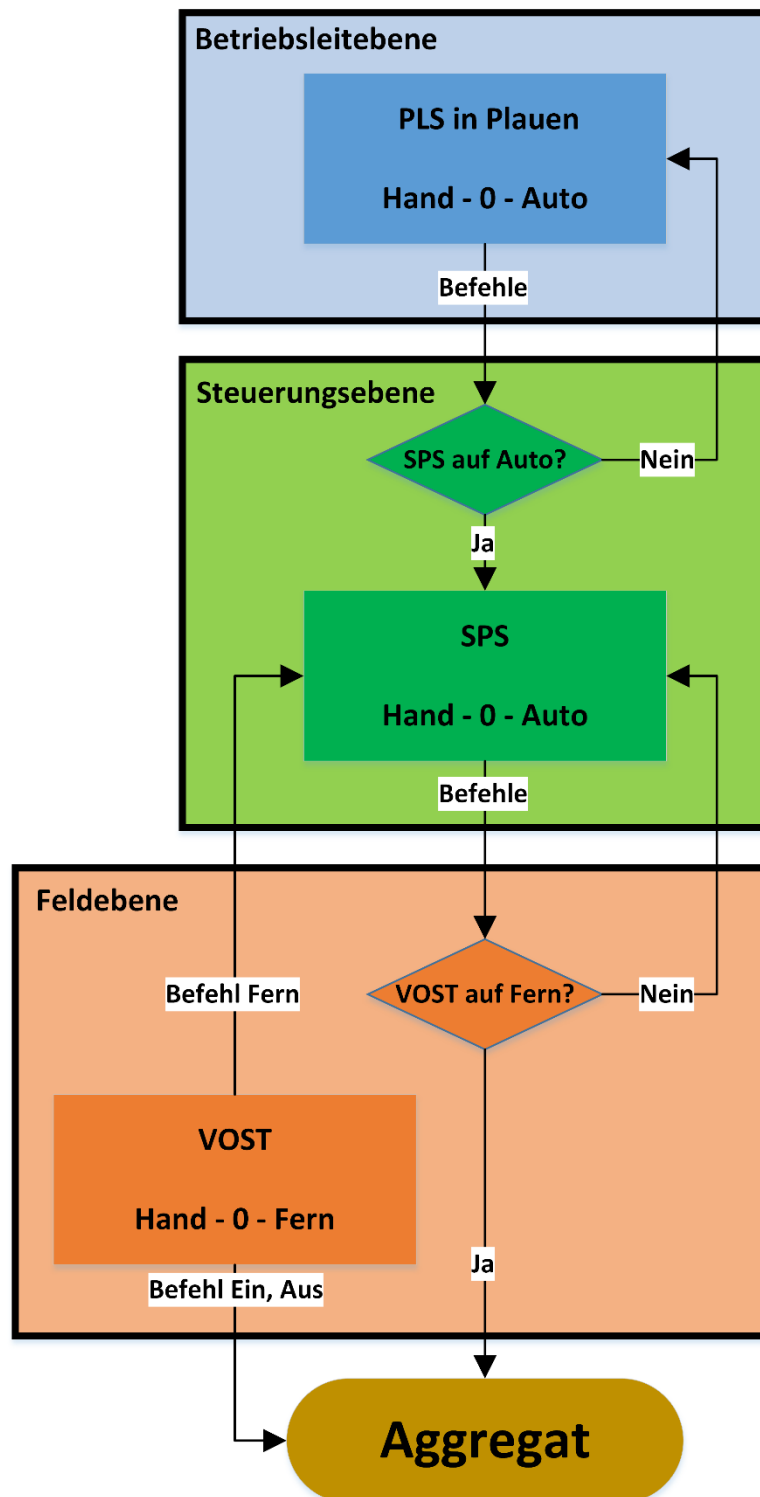 Betriebsleitebene
PLS in Plauen
Hand - 0 - Auto
Befehle
Steuerungsebene
SPS auf Auto?
Nein
Ja
SPS
Hand - 0 - Auto
Befehle
Feldebene
VOST auf Fern?
Nein
Befehl Fern
VOST
Hand - 0 - Fern
Ja
Befehl Ein, Aus
Aggregat